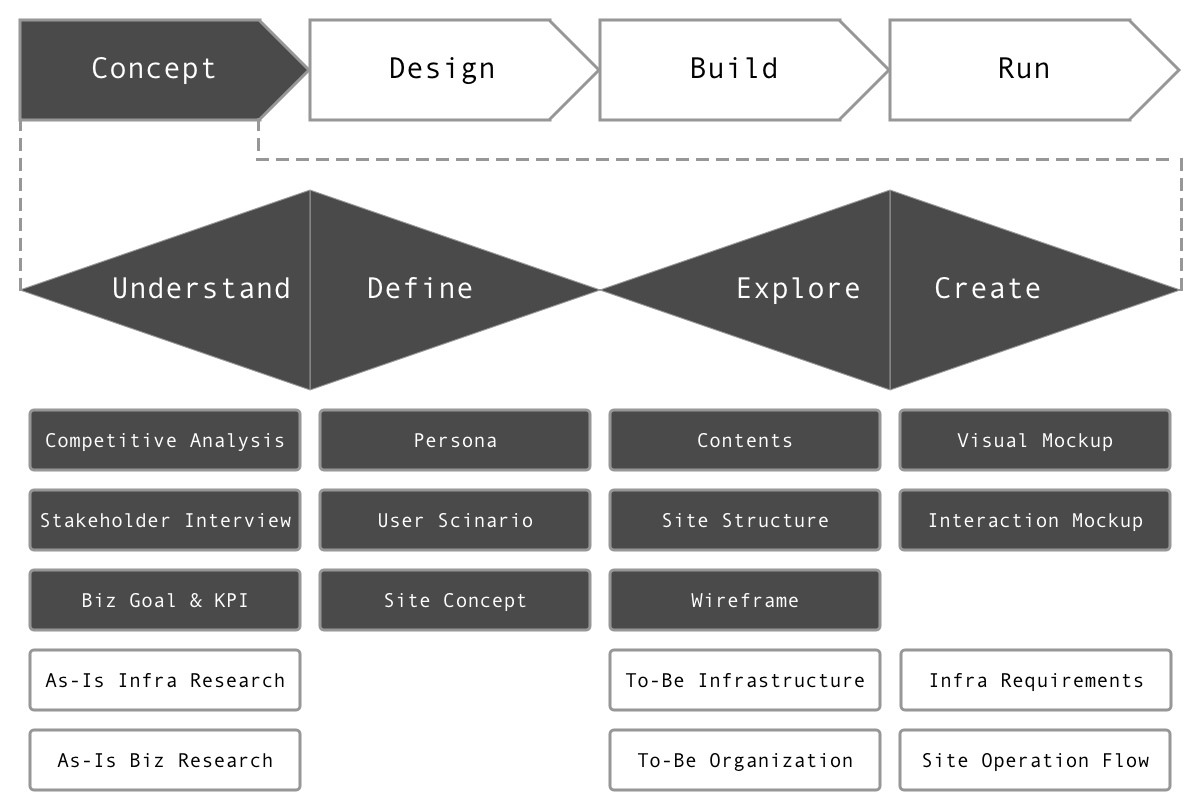 Concept
Design
Build
Run
Understand
Define
Explore
Create
Competitive Analysis
Persona
Contents
Visual Mockup
Stakeholder Interview
User Scinario
Site Structure
Interaction Mockup
Biz Goal & KPI
Site Concept
Wireframe
As-Is Infra Research
To-Be Infrastructure
Infra Requirements
As-Is Biz Research
To-Be Organization
Site Operation Flow